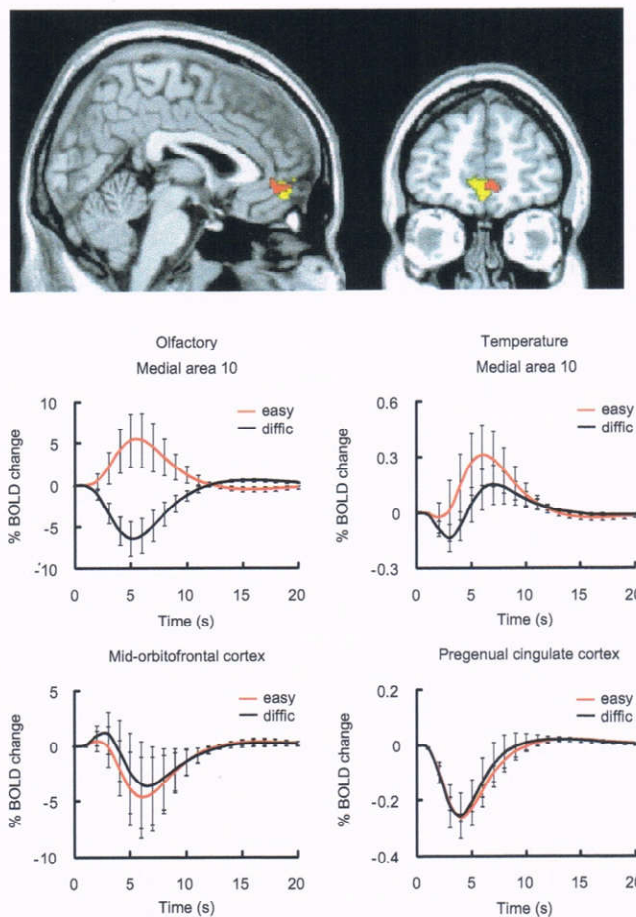 Olfactory
Medial area 10
10
5
0
-5
-10
% BOLD change
easy
diffic
0 5 10 15 20
Time (s)
Temperature
Medial area 10
0.6
0.3
0
-0.3
% BOLD change
easy
diffic
0 5 10 15 20
Time (s)
Mid-orbitofrontal cortex
5
0
-5
-10
% BOLD change
easy
diffic
0 5 10 15 20
Time (s)
Pregenual cingulate cortex
0.2
0
-0.2
-0.4
% BOLD change
easy
diffic
0 5 10 15 20
Time (s)